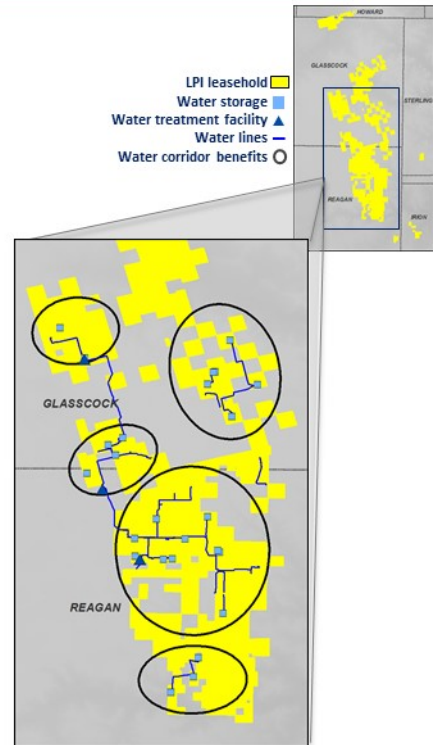 HOWARD
GLASSCOCK
STERLING
REAGAN
IRION
LPI leasehold
Water storage
Water treatment facility
Water lines
Water corridor benefits
GLASSCOCK
REAGAN